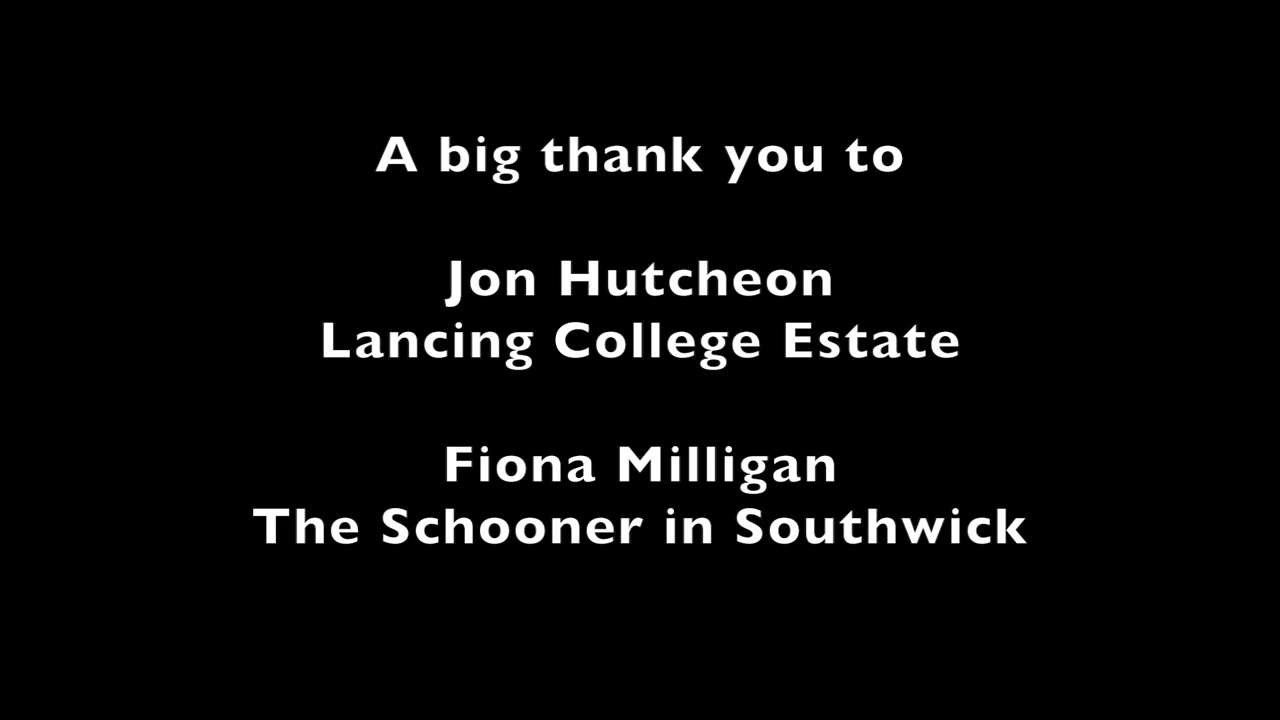 A big thank you to
Jon Hutcheon
Lancing College Estate
Fiona Milligan
The Schooner in Southwick